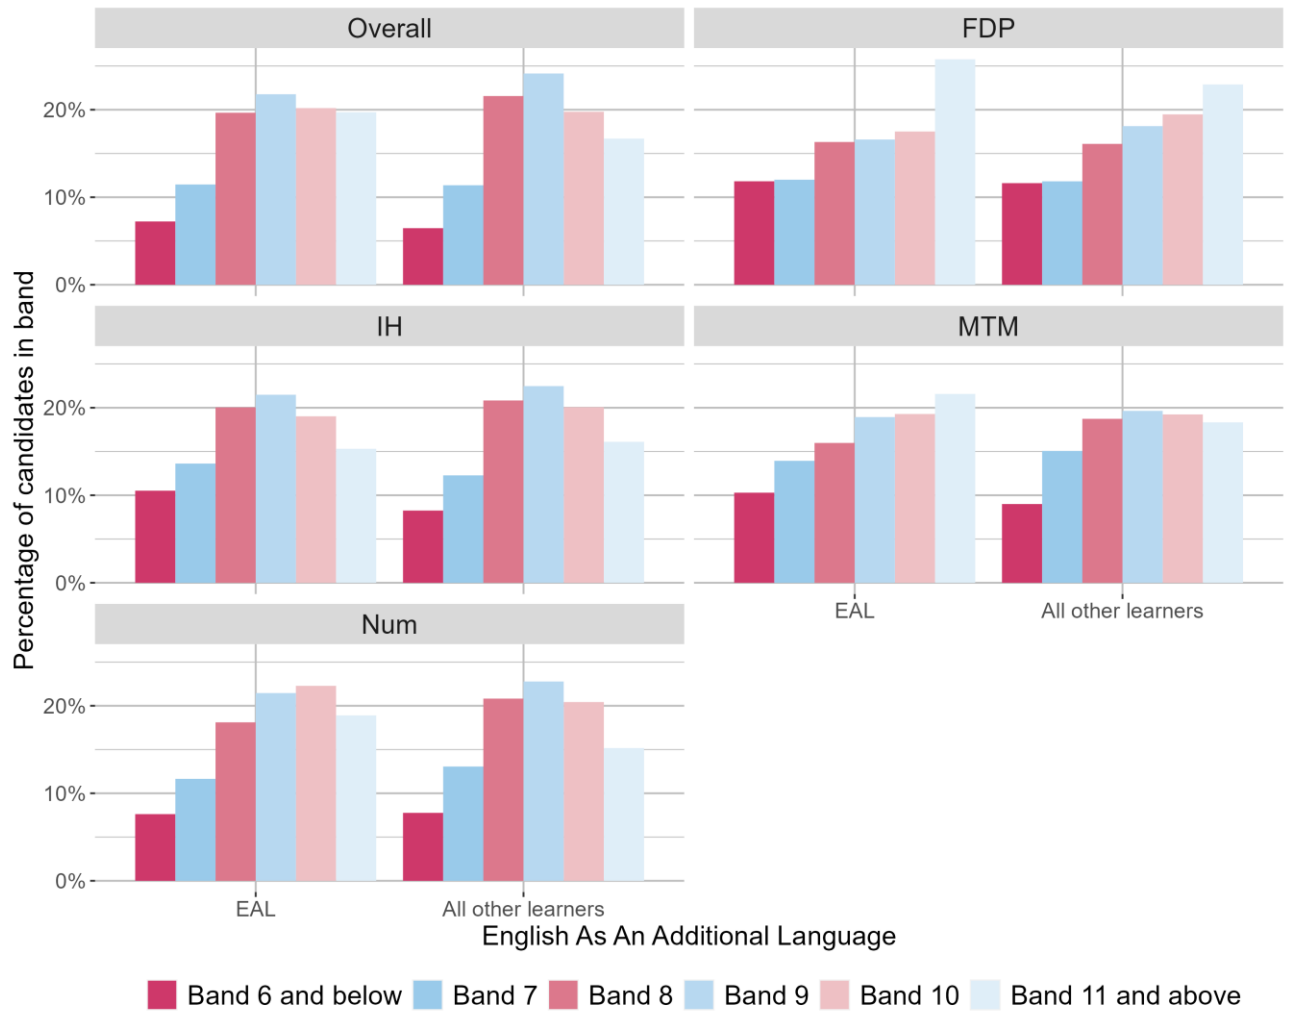 Overall
FDP
20%
10%
0%
IH
MTM
20%
10%
0%
EAL
All other learners
Num
20%
10%
0%
EAL
All other learners
Percentage of candidates in band
English As An Additional Language
Band 6 and below
Band 7
Band 8
Band 9
Band 10
Band 11 and above